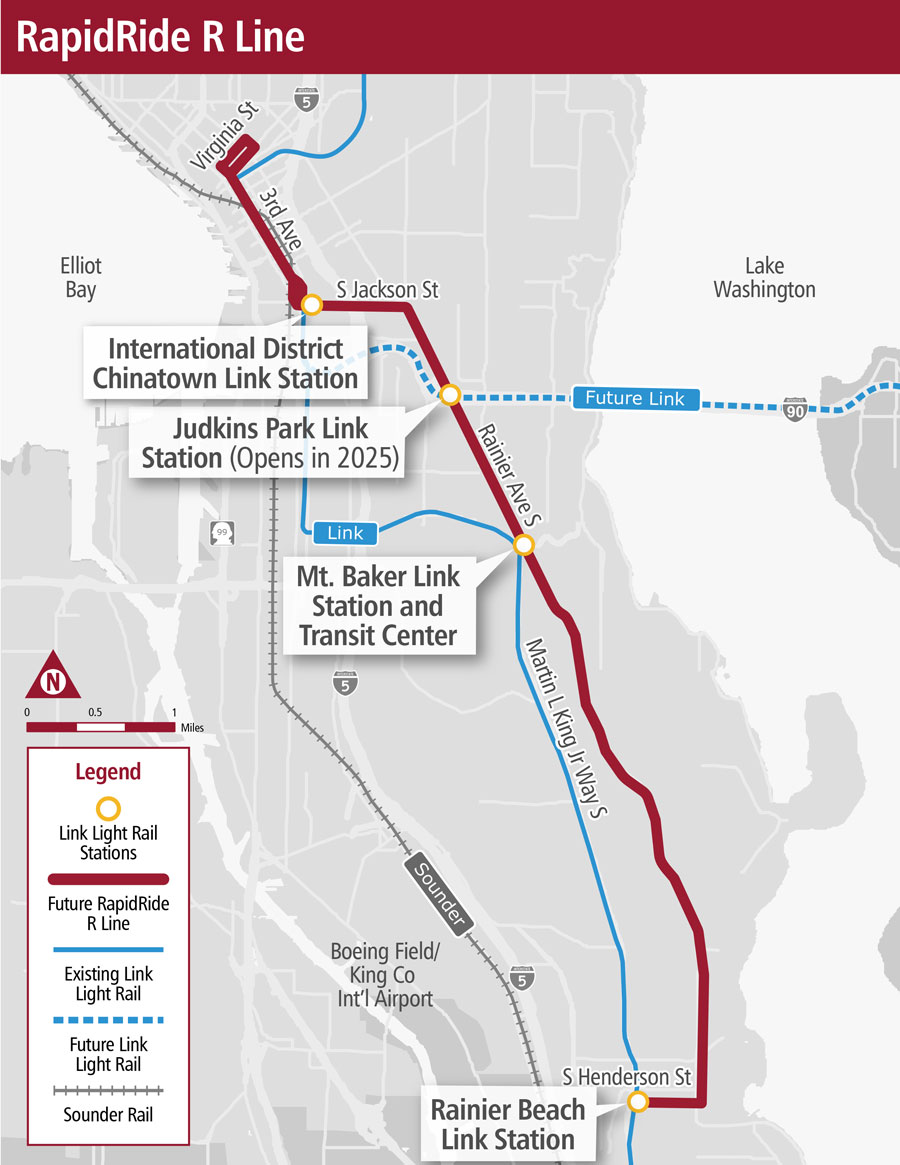 RapidRide R Line
5
Virginia St
3rd Ave
Elliot
Bay
S Jackson St
Lake
Washington
International District
Chinatown Link Station
Future Link
90
Judkins Park Link
Station (Opens in 2025)
Rainier Ave S
99
Link
Mt. Baker Link
Station and
Transit Center
Martin L King Jr Way S
5
N
0 0.5 1
Miles
Legend
Link Light Rail
Stations
Future RapidRide
R Line
Existing Link
Light Rail
Future Link
Light Rail
Sounder Rail
Sounder
Boeing Field/
King Co
Int'l Airport
5
S Henderson St
Rainier Beach
Link Station